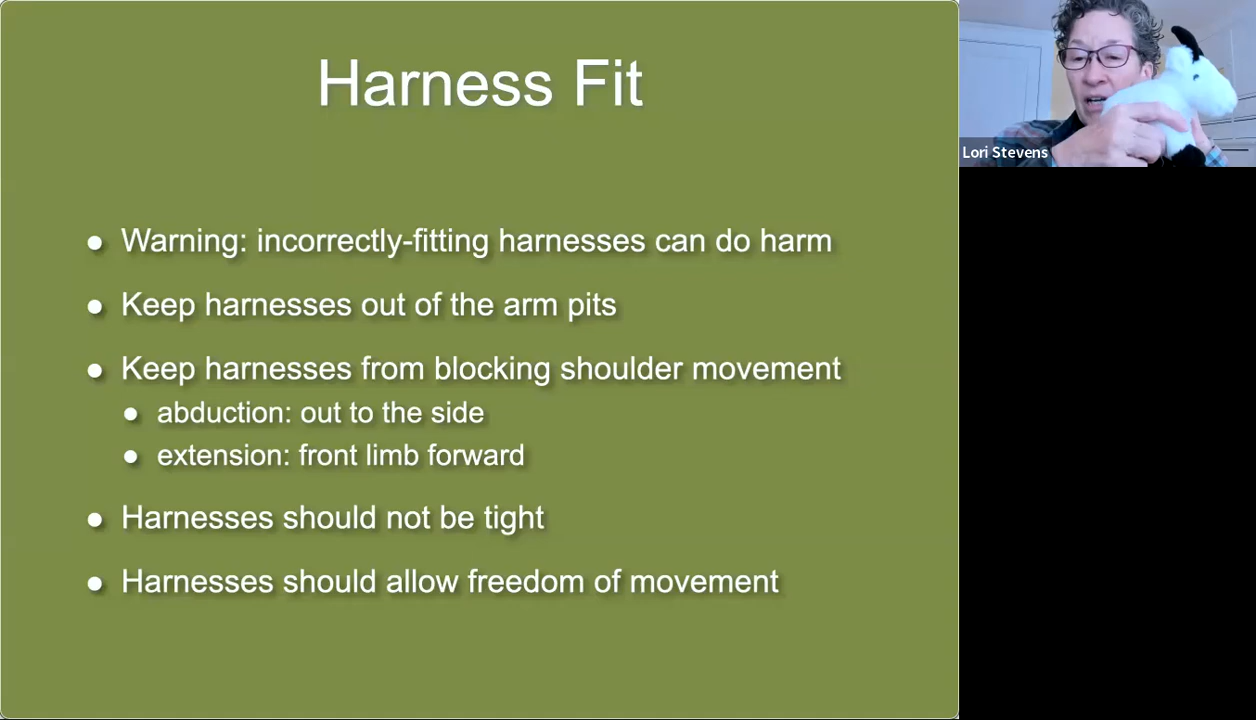 Harness Fit
Lori Stevens
● Warning: incorrectly-fitting harnesses can do harm
● Keep harnesses out of the arm pits
● Keep harnesses from blocking shoulder movement
● abduction: out to the side
● extension: front limb forward
● Harnesses should not be tight
● Harnesses should allow freedom of movement